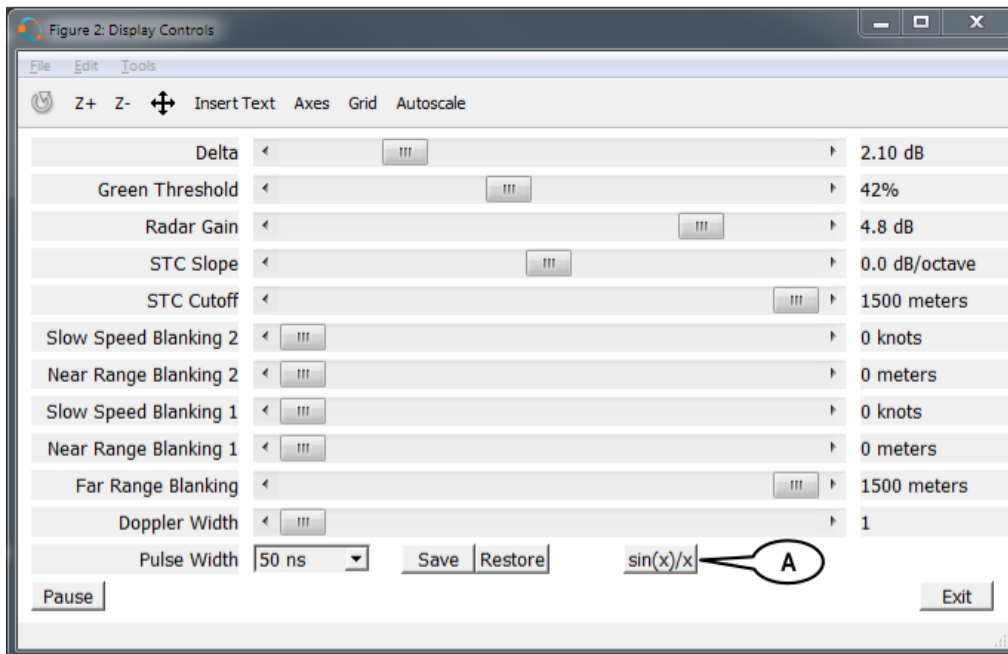 Figure 2: Display Controls
File Edit Tools
Z+ Z- Insert Text Axes Grid Autoscale
Delta 2.10 dB
Green Threshold 42%
Radar Gain 4.8 dB
STC Slope 0.0 dB/octave
STC Cutoff 1500 meters
Slow Speed Blanking 2 0 knots
Near Range Blanking 2 0 meters
Slow Speed Blanking 1 0 knots
Near Range Blanking 1 0 meters
Far Range Blanking 1500 meters
Doppler Width 1
Pulse Width 50 ns Save Restore sin(x)/x A
Pause Exit